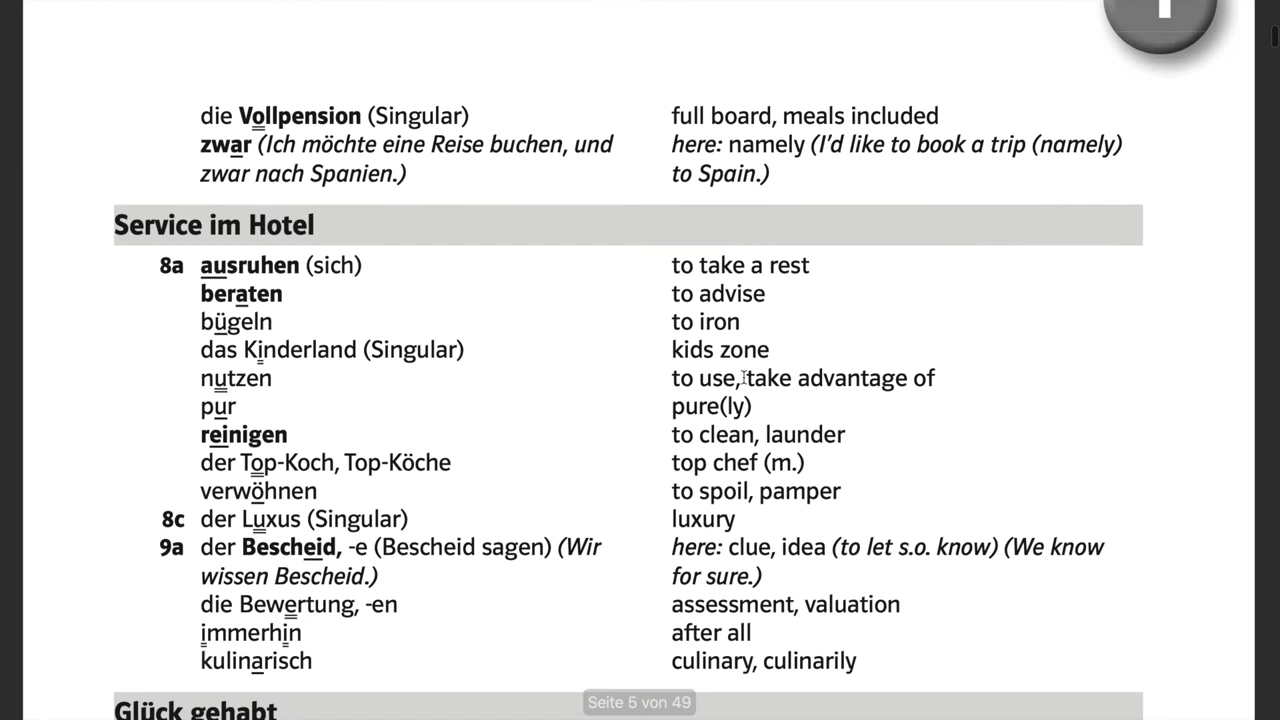 die Vollpension (Singular) full board, meals included
zwar (Ich möchte eine Reise buchen, und here: namely (I'd like to book a trip (namely)
zwar nach Spanien.) to Spain.)
Service im Hotel
8a ausruhen (sich) to take a rest
beraten to advise
bügeln to iron
das Kinderland (Singular) kids zone
nutzen to use, take advantage of
pur pure(ly)
reinigen to clean, launder
der Top-Koch, Top-Köche top chef (m.)
verwöhnen to spoil, pamper
8c der Luxus (Singular) luxury
9a der Bescheid, -e (Bescheid sagen) (Wir here: clue, idea (to let s.o. know) (We know
wissen Bescheid.) for sure.)
die Bewertung, -en assessment, valuation
immerhin after all
kulinarisch culinary, culinarily
Glück gehabt
Seite 5 von 49